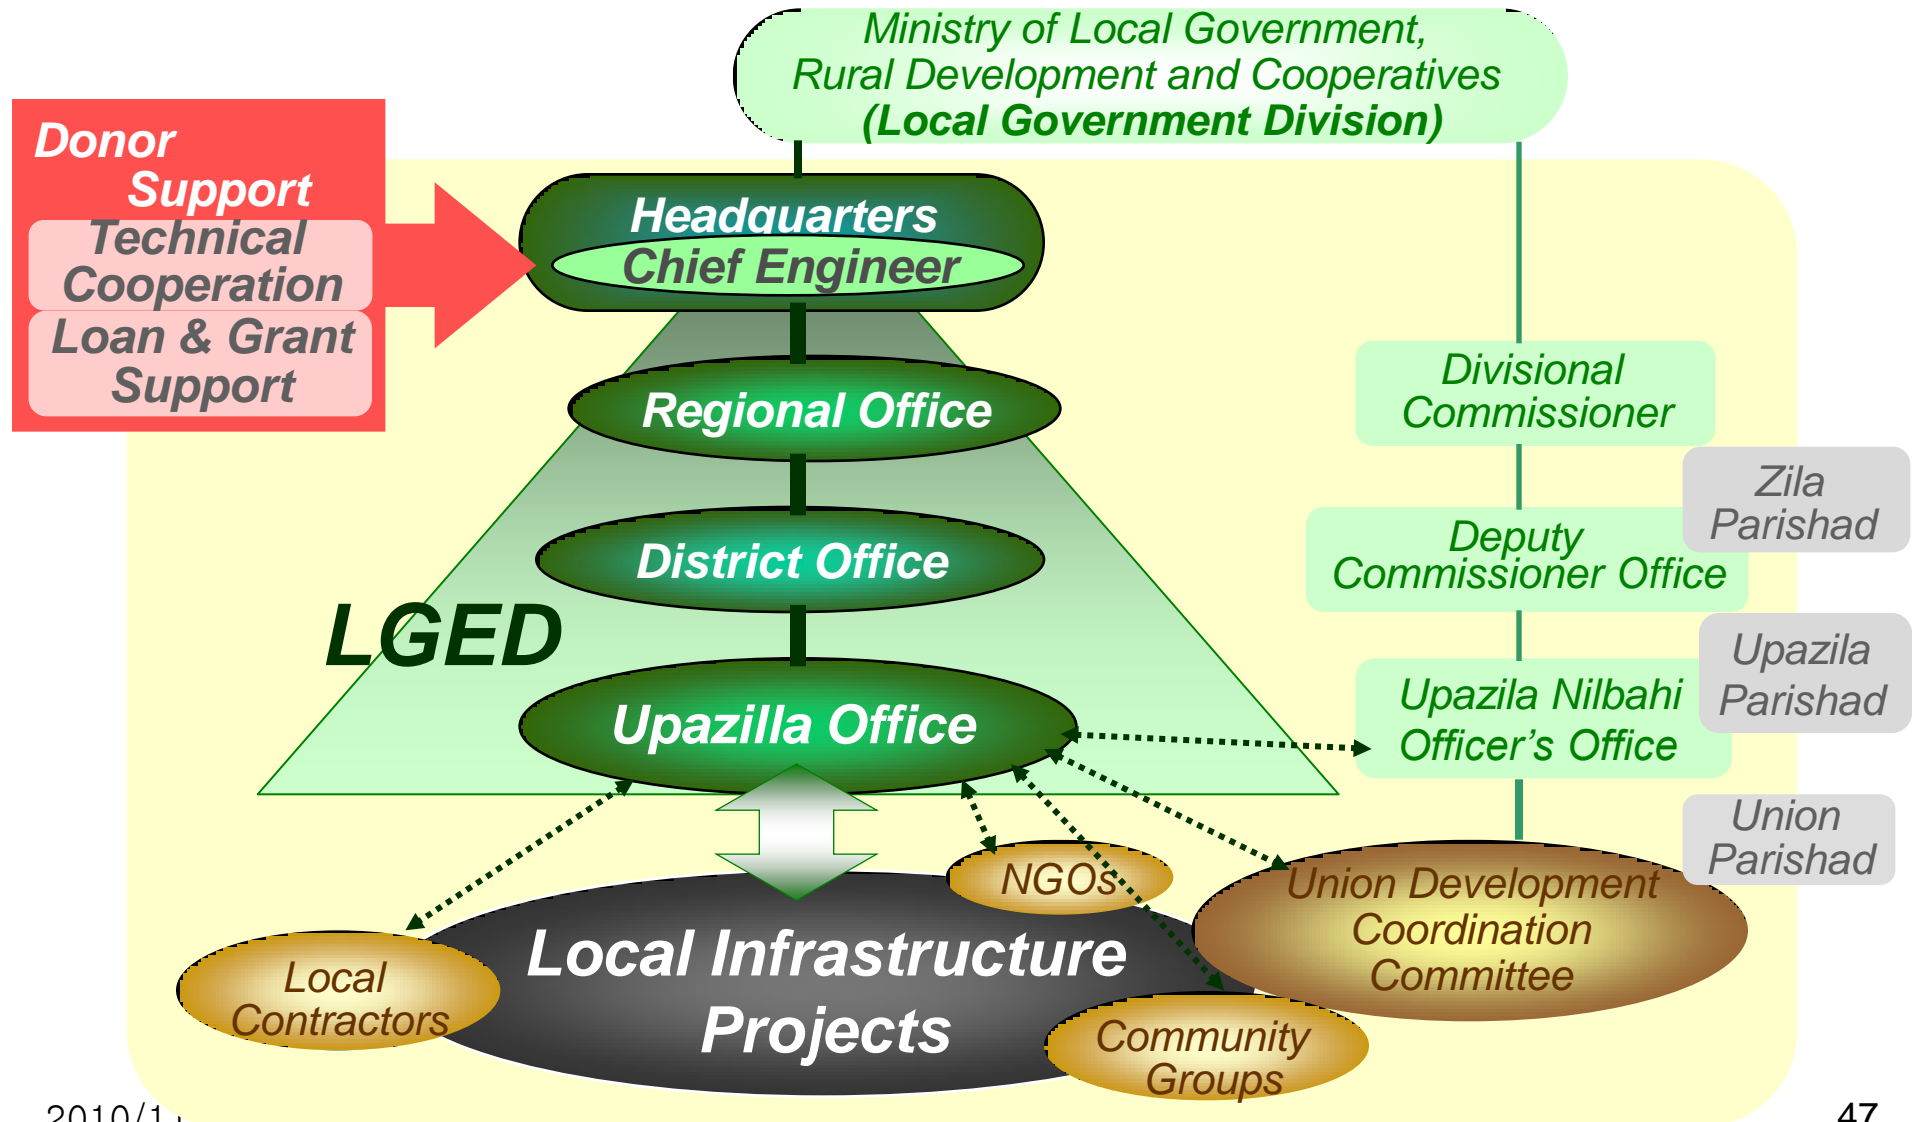 Ministry of Local Government,
Rural Development and Cooperatives
(Local Government Division)
Donor
Support
Technical
Cooperation
Loan & Grant
Support
Headquarters
Chief Engineer
Regional Office
District Office
LGED
Upazilla Office
Divisional
Commissioner
Zila
Parishad
Deputy
Commissioner Office
Upazila
Parishad
Upazila Nilbahi
Officer’s Office
Union
Parishad
NGOs
Union Development
Coordination
Committee
Local Infrastructure
Projects
Local
Contractors
Community
Groups
47